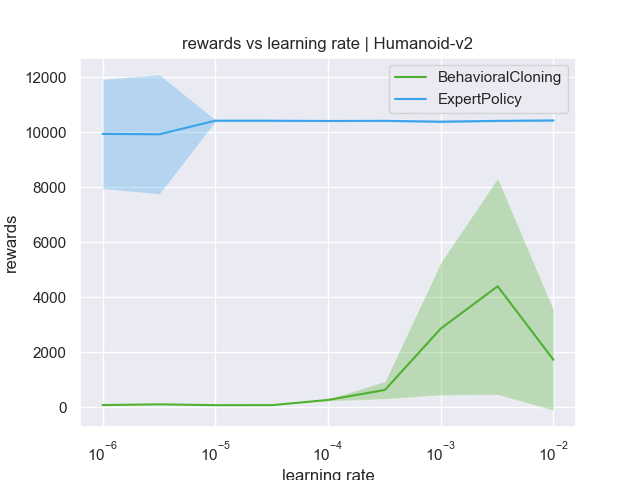 rewards vs learning rate | Humanoid-v2
BehavioralCloning
ExpertPolicy
12000
10000
8000
6000
4000
2000
0
rewards
10⁻⁶ 10⁻⁵ 10⁻⁴ 10⁻³ 10⁻²
learning rate